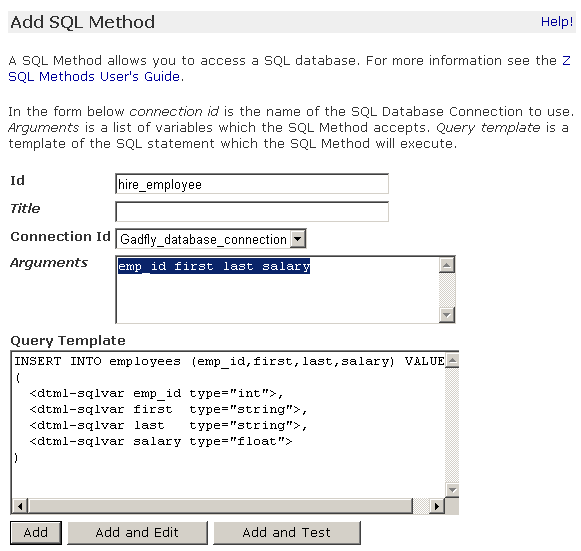 Add SQL Method Help!
A SQL Method allows you to access a SQL database. For more information see the Z
SQL Methods User's Guide.
In the form below connection id is the name of the SQL Database Connection to use.
Arguments is a list of variables which the SQL Method accepts. Query template is a
template of the SQL statement which the SQL Method will execute.
Id hire_employee
Title
Connection Id Gadfly_database_connection
Arguments emp_id first last salary
Query Template
INSERT INTO employees (emp_id,first,last,salary) VALUE
(
<dtml-sqlvar emp_id type="int">,
<dtml-sqlvar first type="string">,
<dtml-sqlvar last type="string">,
<dtml-sqlvar salary type="float">
)
Add Add and Edit Add and Test